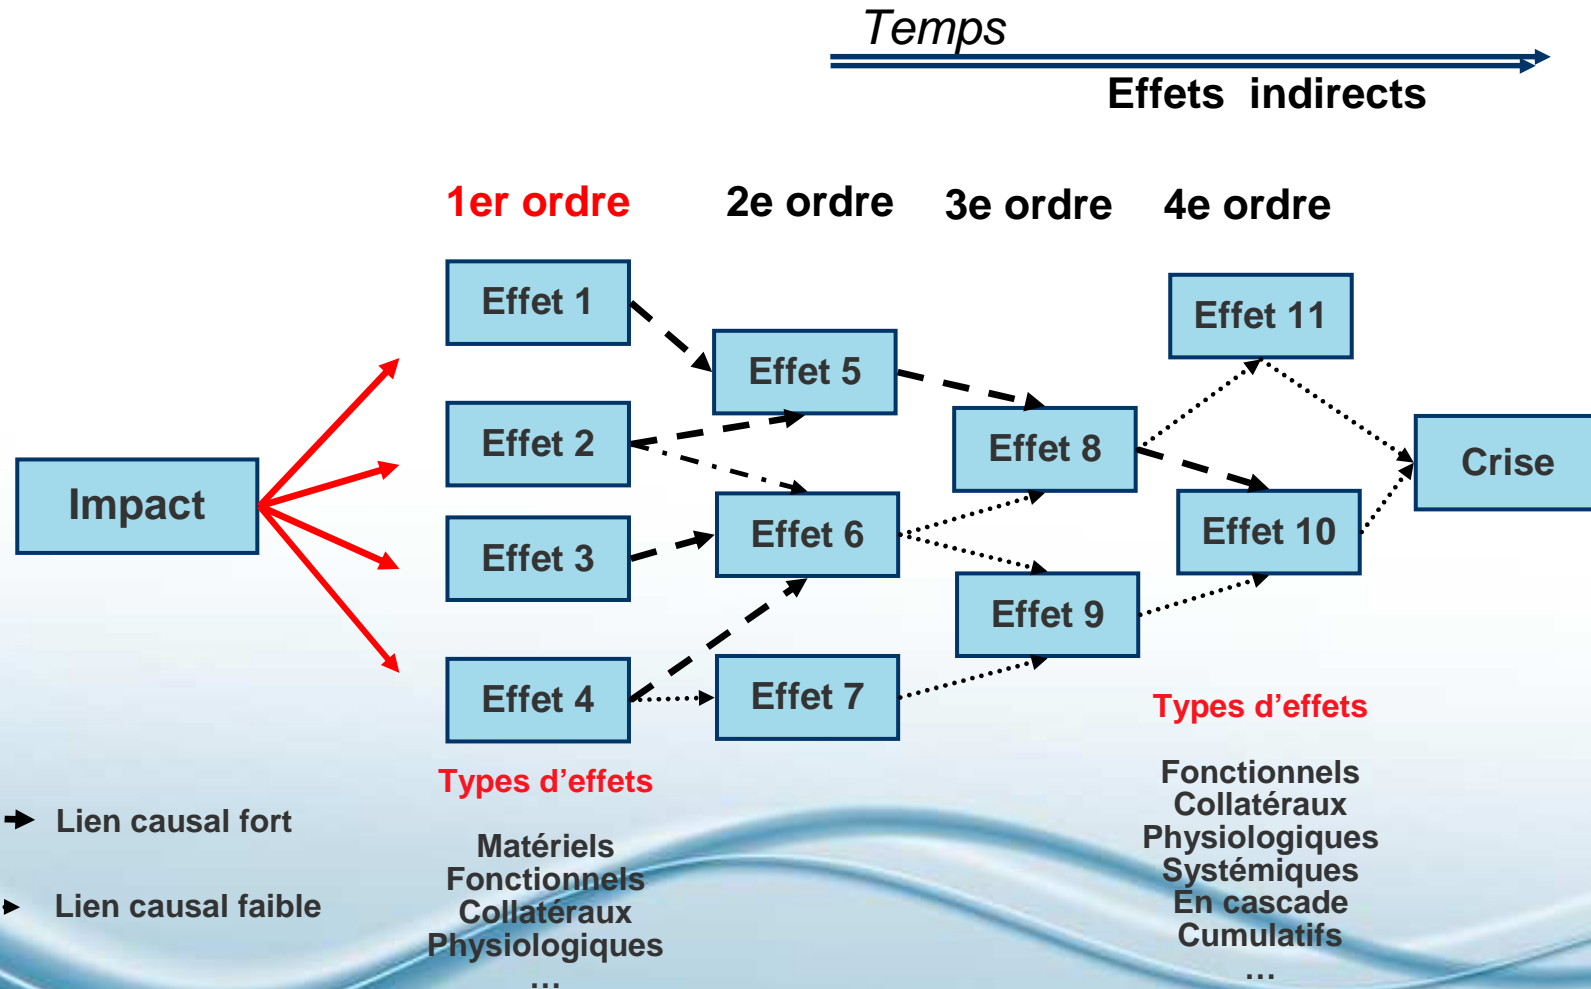 Temps
Effets indirects
1er ordre
2e ordre
3e ordre
4e ordre
Effet 1
Effet 11
Effet 5
Effet 2
Effet 8
Crise
Impact
Effet 3
Effet 6
Effet 10
Effet 9
Effet 4
Effet 7
Types d’effets
Matériels
Fonctionnels
Collatéraux
Physiologiques
…
Types d’effets
Fonctionnels
Collatéraux
Physiologiques
Systémiques
En cascade
Cumulatifs
…
Lien causal fort
Lien causal faible